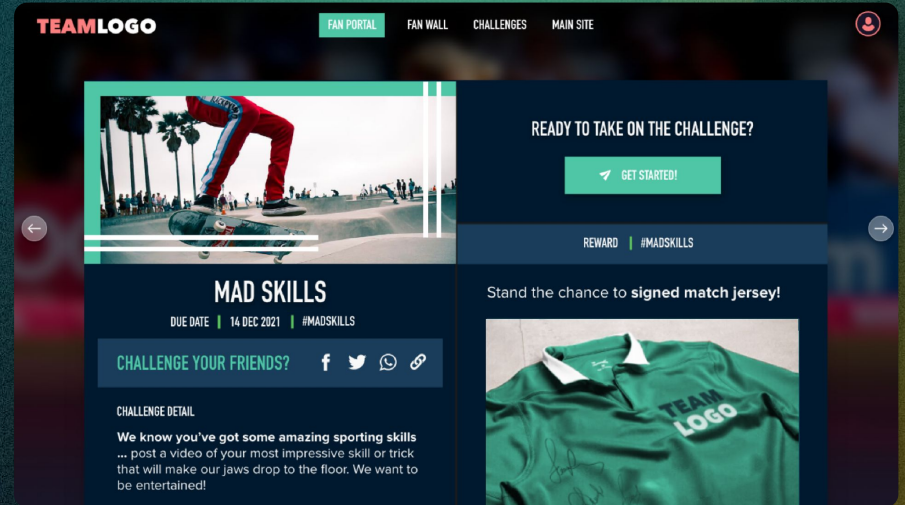 TEAMLOGO
FAN PORTAL
FAN WALL
CHALLENGES
MAIN SITE
MAD SKILLS
DUE DATE | 14 DEC 2021 | #MADSKILLS
CHALLENGE YOUR FRIENDS?
CHALLENGE DETAIL
We know you've got some amazing sporting skills
... post a video of your most impressive skill or trick
that will make our jaws drop to the floor. We want to
be entertained!
READY TO TAKE ON THE CHALLENGE?
GET STARTED!
REWARD | #MADSKILLS
Stand the chance to signed match jersey!
TEAM
LOGO